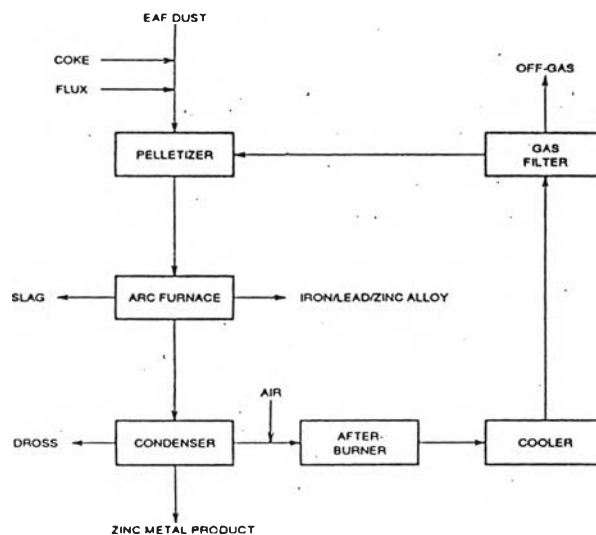 EAF DUST
COKE
OFF-GAS
FLUX
PELLETIZER
GAS
FILTER
SLAG
ARC FURNACE
IRON/LEAD/ZINC ALLOY
AIR
DROSS
CONDENSER
AFTER-
BURNER
COOLER
ZINC METAL PRODUCT